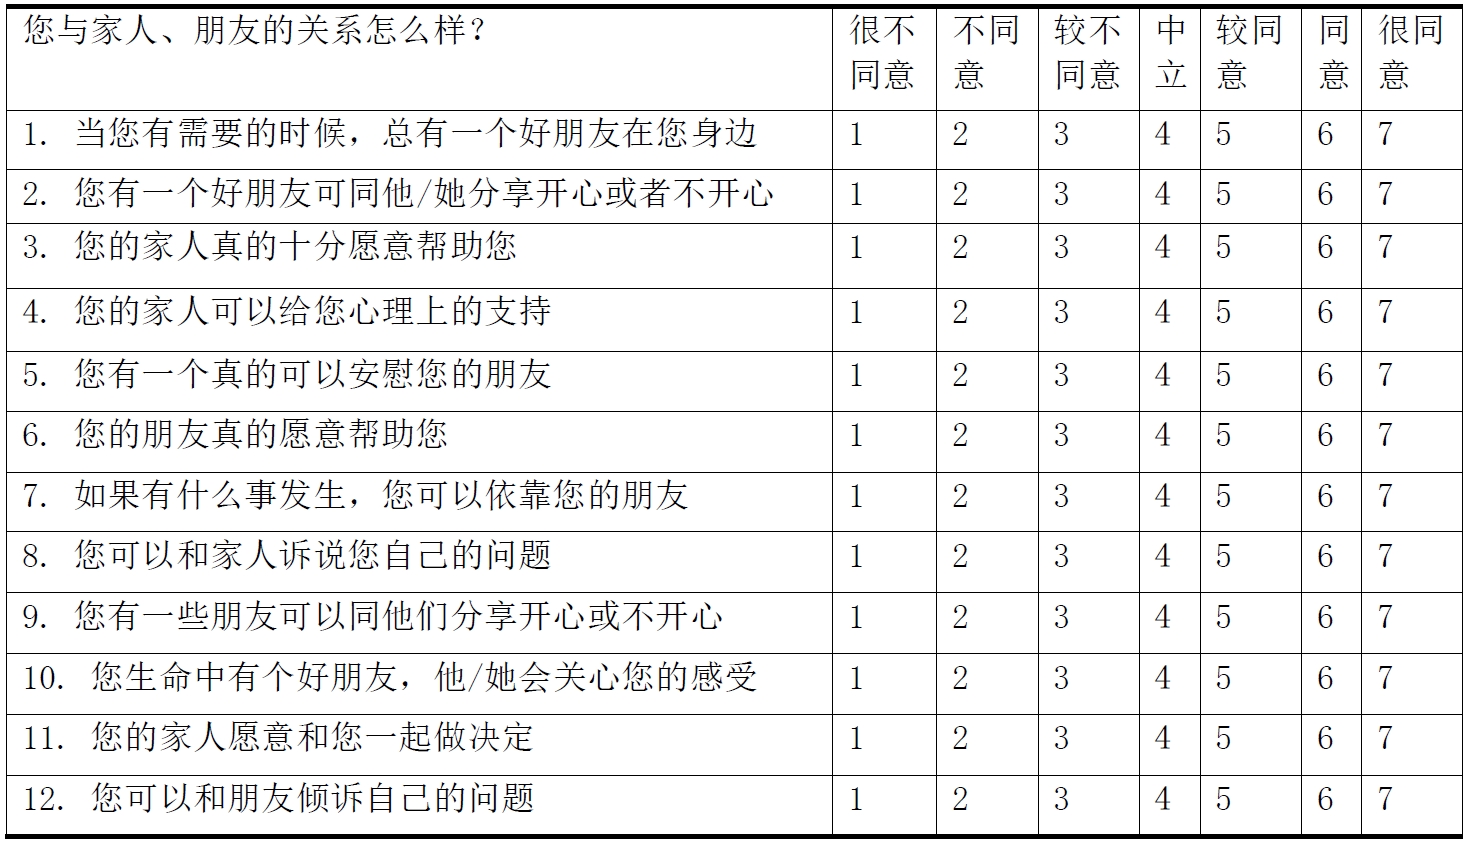 您与家人、朋友的关系怎么样? 很不同意 不同意 较不同意 中立 较同意 同意 很同意
1. 当您有需要的时候，总有一个好朋友在您身边 1 2 3 4 5 6 7
2. 您有一个好朋友可同他/她分享开心或者不开心 1 2 3 4 5 6 7
3. 您的家人真的十分愿意帮助您 1 2 3 4 5 6 7
4. 您的家人可以给您心理上的支持 1 2 3 4 5 6 7
5. 您有一个真的可以安慰您的朋友 1 2 3 4 5 6 7
6. 您的朋友真的愿意帮助您 1 2 3 4 5 6 7
7. 如果有什么事发生，您可以依靠您的朋友 1 2 3 4 5 6 7
8. 您可以和家人诉说您自己的问题 1 2 3 4 5 6 7
9. 您有一些朋友可以同他们分享开心或不开心 1 2 3 4 5 6 7
10. 您生命中有个好朋友，他/她会关心您的感受 1 2 3 4 5 6 7
11. 您的家人愿意和您一起做决定 1 2 3 4 5 6 7
12. 您可以和朋友倾诉自己的问题 1 2 3 4 5 6 7